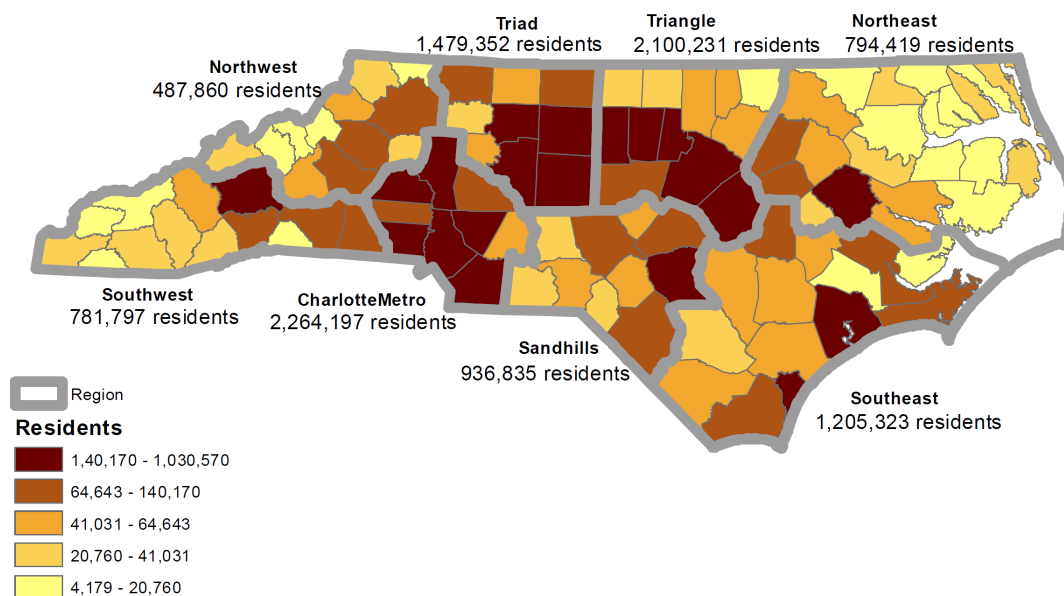 Triad
1,479,352 residents
Triangle
2,100,231 residents
Northeast
794,419 residents
Northwest
487,860 residents
Southwest
781,797 residents
CharlotteMetro
2,264,197 residents
Sandhills
936,835 residents
Southeast
1,205,323 residents
Region
Residents
1,40,170 - 1,030,570
64,643 - 140,170
41,031 - 64,643
20,760 - 41,031
4,179 - 20,760